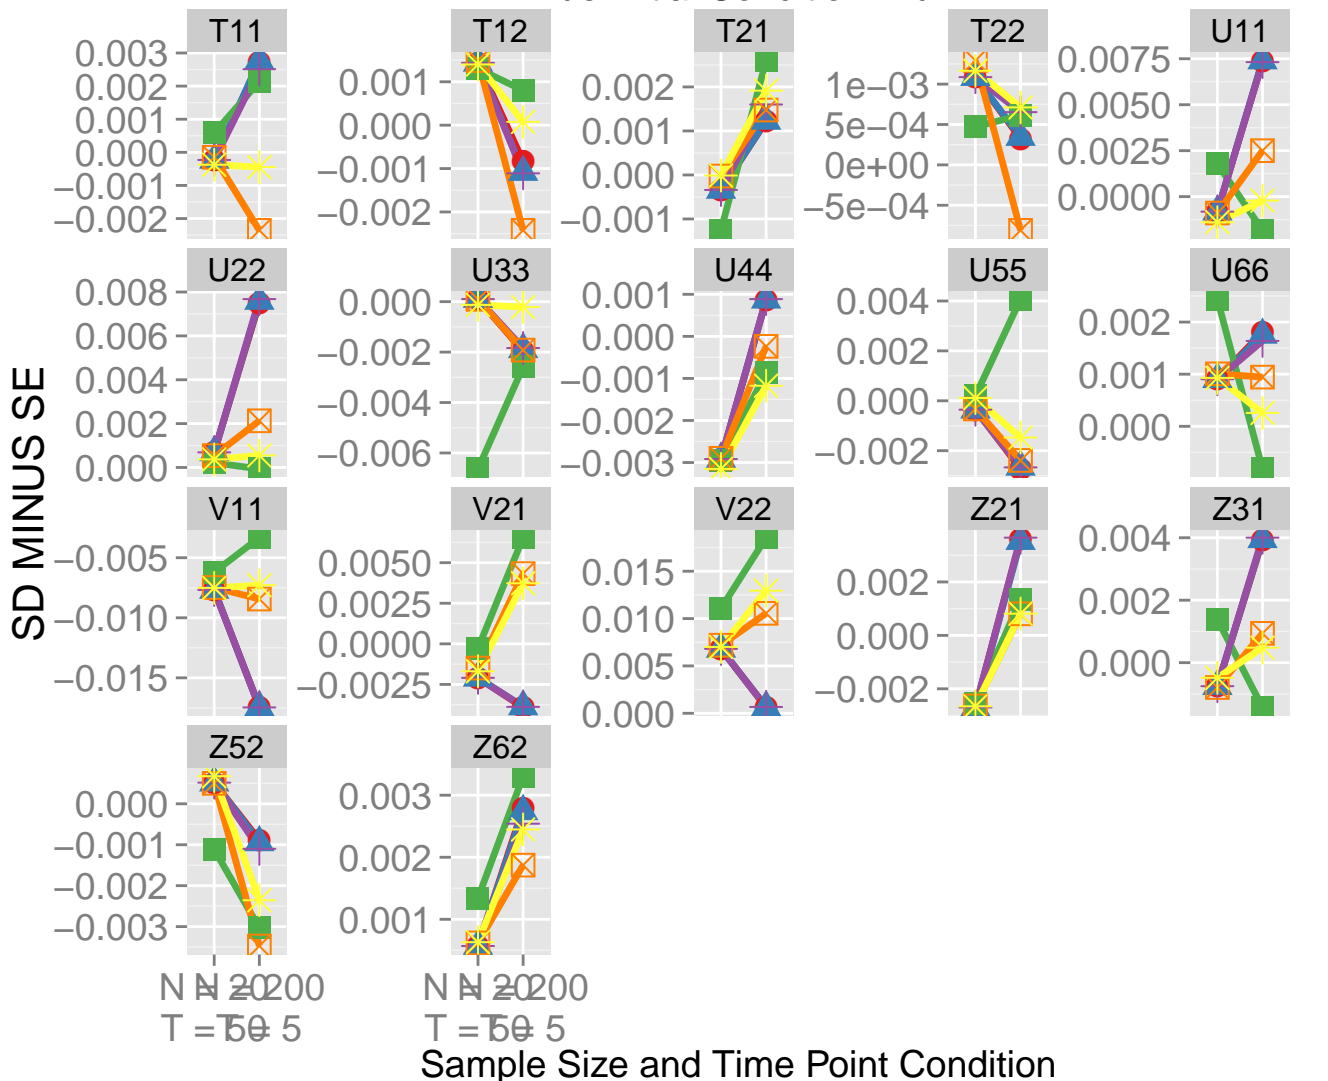 T11 T12 T21 T22 U11
0.003 0.002 0.001 0.000 −0.001 −0.002
0.001 0.000 −0.001 −0.002
0.002 0.001 0.000 −0.001
1e−03 5e−04 0e+00 −5e−04
0.0075 0.0050 0.0025 0.0000
U22 U33 U44 U55 U66
0.008 0.006 0.004 0.002 0.000
0.000 −0.002 −0.004 −0.006
0.001 0.000 −0.001 −0.002 −0.003
0.004 0.002 0.000 −0.002
0.002 0.001 0.000
SD MINUS SE
V11 V21 V22 Z21 Z31
−0.005 −0.010 −0.015
0.0050 0.0025 0.0000 −0.0025
0.015 0.010 0.005 0.000
0.002 0.000 −0.002
0.004 0.002 0.000
Z52 Z62
0.000 −0.001 −0.002 −0.003
0.003 0.002 0.001
N = 20 N = 200 N = 20 N = 200
T = 50 T = 5 T = 50 T = 5
Sample Size and Time Point Condition